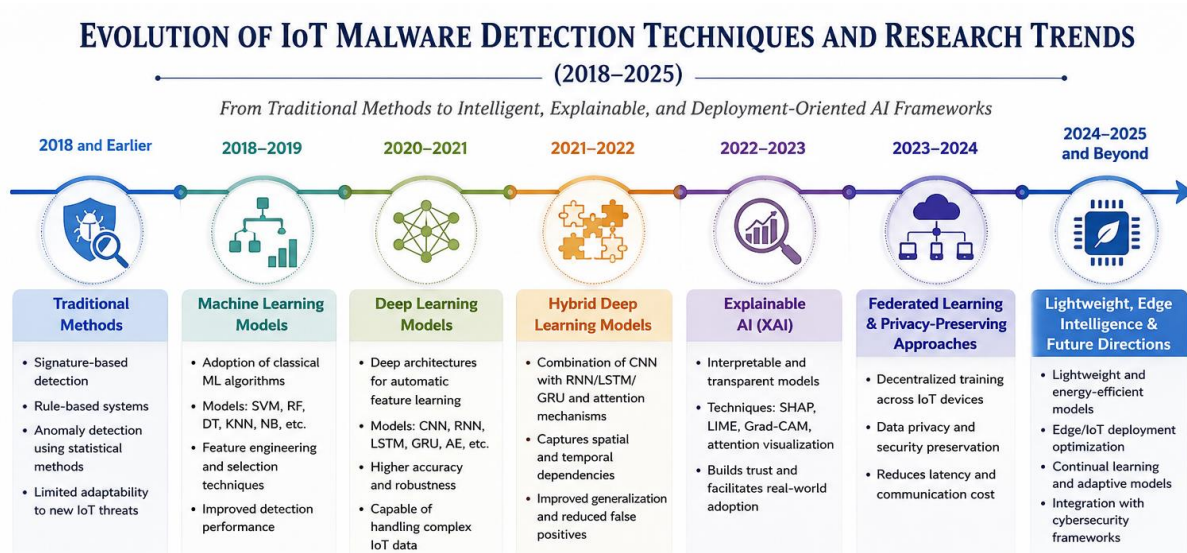 EVOLUTION OF IOT MALWARE DETECTION TECHNIQUES AND RESEARCH TRENDS
(2018–2025)
From Traditional Methods to Intelligent, Explainable, and Deployment-Oriented AI Frameworks
2018 and Earlier
Traditional
Methods
• Signature-based
detection
• Rule-based systems
• Anomaly detection
using statistical
methods
• Limited adaptability
to new IoT threats
2018–2019
Machine Learning
Models
• Adoption of classical
ML algorithms
• Models: SVM, RF,
DT, KNN, NB, etc.
• Feature engineering
and selection
techniques
• Improved detection
performance
2020–2021
Deep Learning
Models
• Deep architectures
for automatic
feature learning
• Models: CNN, RNN,
LSTM, GRU, AE, etc.
• Higher accuracy
and robustness
• Capable of
handling complex
IoT data
2021–2022
Hybrid Deep
Learning Models
• Combination of CNN
with RNN/LSTM/
GRU and attention
mechanisms
• Captures spatial
and temporal
dependencies
• Improved generalization
and reduced false
positives
2022–2023
Explainable
AI (XAI)
• Interpretable and
transparent models
• Techniques: SHAP,
LIME, Grad-CAM,
attention visualization
• Builds trust and
facilitates real-world
adoption
2023–2024
Federated Learning
& Privacy-Preserving
Approaches
• Decentralized training
across IoT devices
• Data privacy and
security preservation
• Reduces latency and
communication cost
2024–2025
and Beyond
Lightweight, Edge
Intelligence &
Future Directions
• Lightweight and
energy-efficient
models
• Edge/IoT deployment
optimization
• Continual learning
and adaptive models
• Integration with
cybersecurity
frameworks